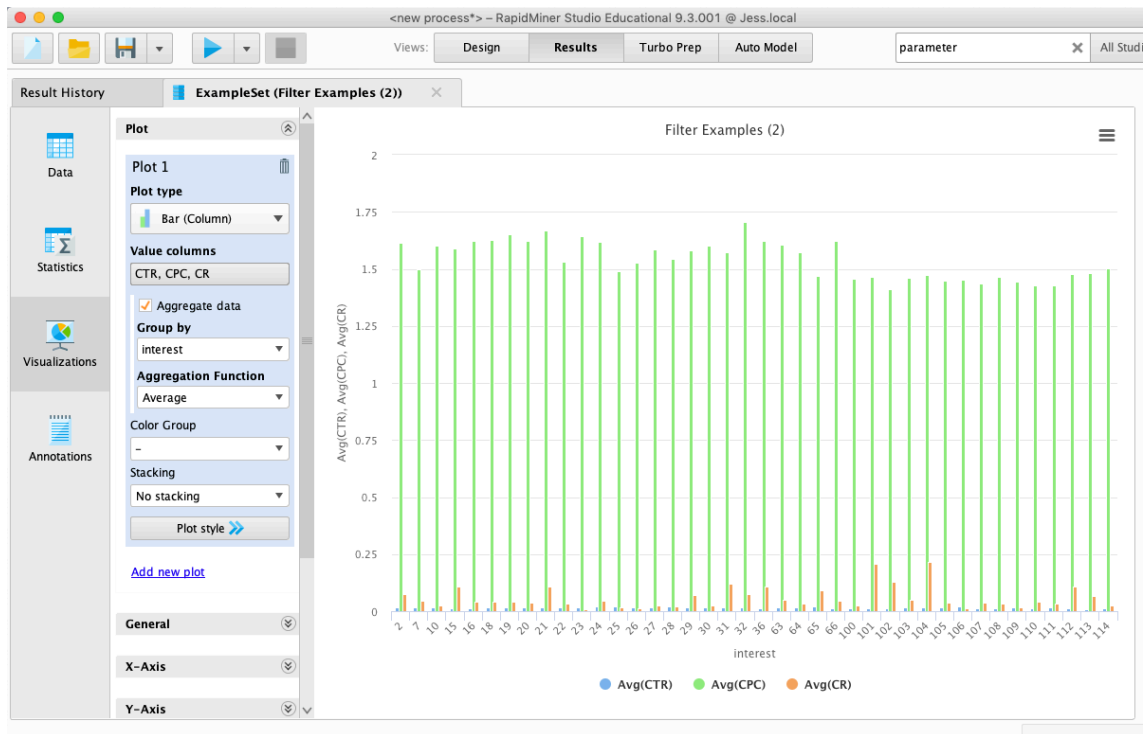 <new process*> – RapidMiner Studio Educational 9.3.001 @ Jess.local
Views: Design Results Turbo Prep Auto Model parameter All Studi
Result History ExampleSet (Filter Examples (2))
Data
Statistics
Visualizations
Annotations
Plot
Plot 1
Plot type
Bar (Column)
Value columns
CTR, CPC, CR
Aggregate data
Group by
interest
Aggregation Function
Average
Color Group
–
Stacking
No stacking
Plot style
Add new plot
General
X-Axis
Y-Axis
Filter Examples (2)
Avg(CTR), Avg(CPC), Avg(CR)
2
1.75
1.5
1.25
1
0.75
0.5
0.25
0
2 7 10 15 16 18 19 20 21 22 23 24 25 26 27 28 29 30 31 32 36 63 64 65 66 100 101 102 103 104 105 106 107 108 109 110 111 112 113 114
interest
Avg(CTR) Avg(CPC) Avg(CR)